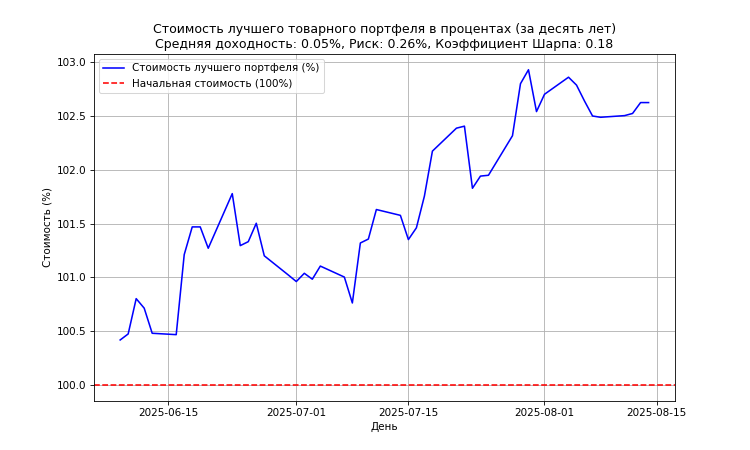 Стоимость лучшего товарного портфеля в процентах (за десять лет)
Средняя доходность: 0.05%, Риск: 0.26%, Коэффициент Шарпа: 0.18
Стоимость лучшего портфеля (%)
Начальная стоимость (100%)
Стоимость (%)
103.0
102.5
102.0
101.5
101.0
100.5
100.0
2025-06-15
2025-07-01
2025-07-15
2025-08-01
2025-08-15
День